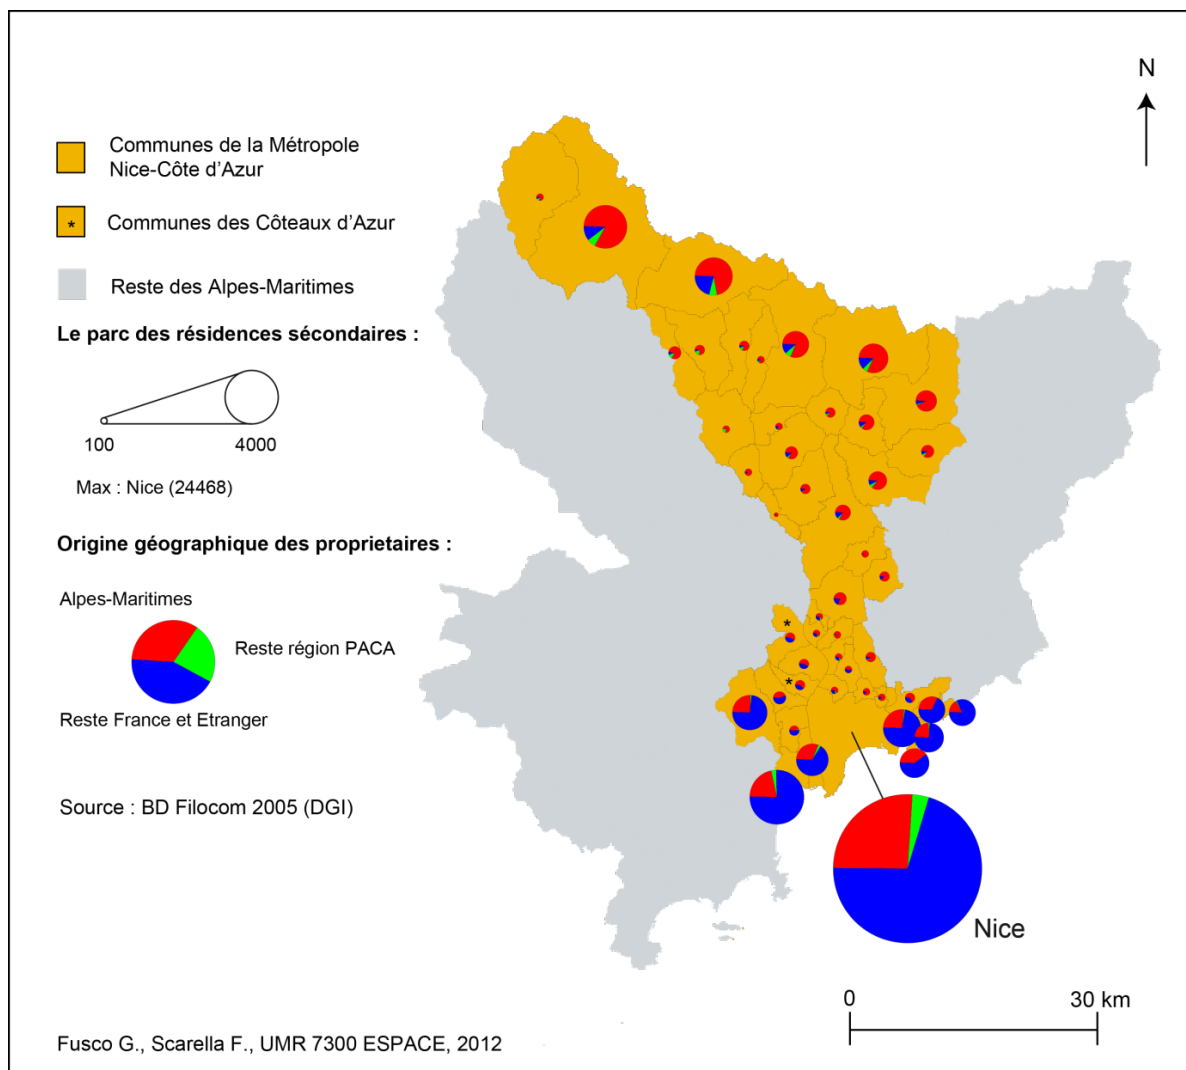 N
Communes de la Métropole
Nice-Côte d'Azur
* Communes des Côteaux d'Azur
Reste des Alpes-Maritimes
Le parc des résidences sécondaires :
100
4000
Max : Nice (24468)
Origine géographique des proprietaires :
Alpes-Maritimes
Reste région PACA
Reste France et Etranger
*
*
Source : BD Filocom 2005 (DGI)
Nice
0
30 km
Fusco G., Scarella F., UMR 7300 ESPACE, 2012